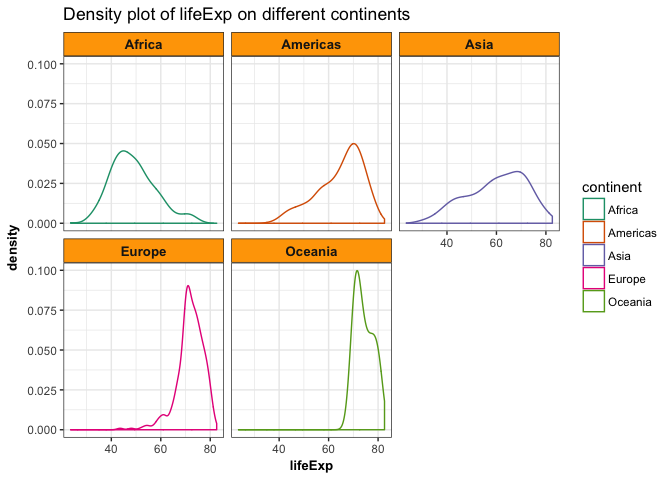 Density plot of lifeExp on different continents
Africa Americas Asia
0.100
0.075
0.050
0.025
0.000
40 60 80
Europe Oceania
0.100
0.075
0.050
0.025
0.000
40 60 80 40 60 80
lifeExp
density
continent
Africa
Americas
Asia
Europe
Oceania